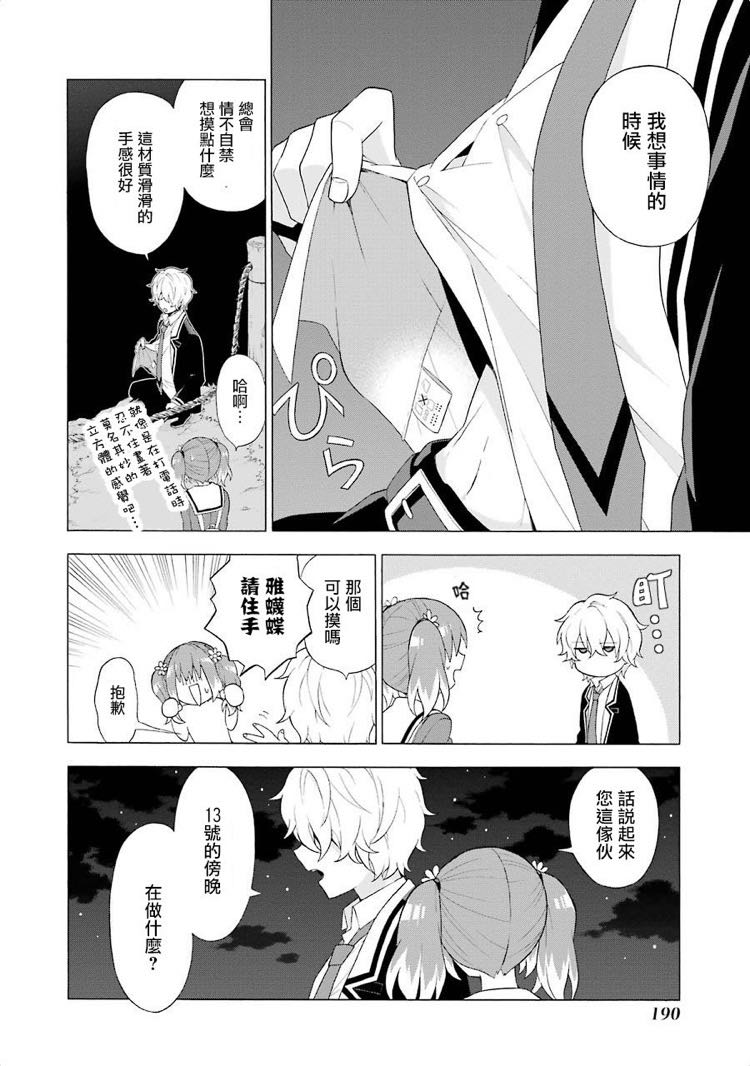 我想事情的
時候
ぴら
總會
情不自禁
想摸點什麼
這材質滑滑的
手感很好
哈啊…
就像是在打電話時
忍不住畫著
莫名其妙的
立方體的感覺吧…
盯…
哈
那個
可以摸嗎
雅蠛蝶
請住手
抱歉
話說起來
您這傢伙
13號的傍晚
在做什麼？
190